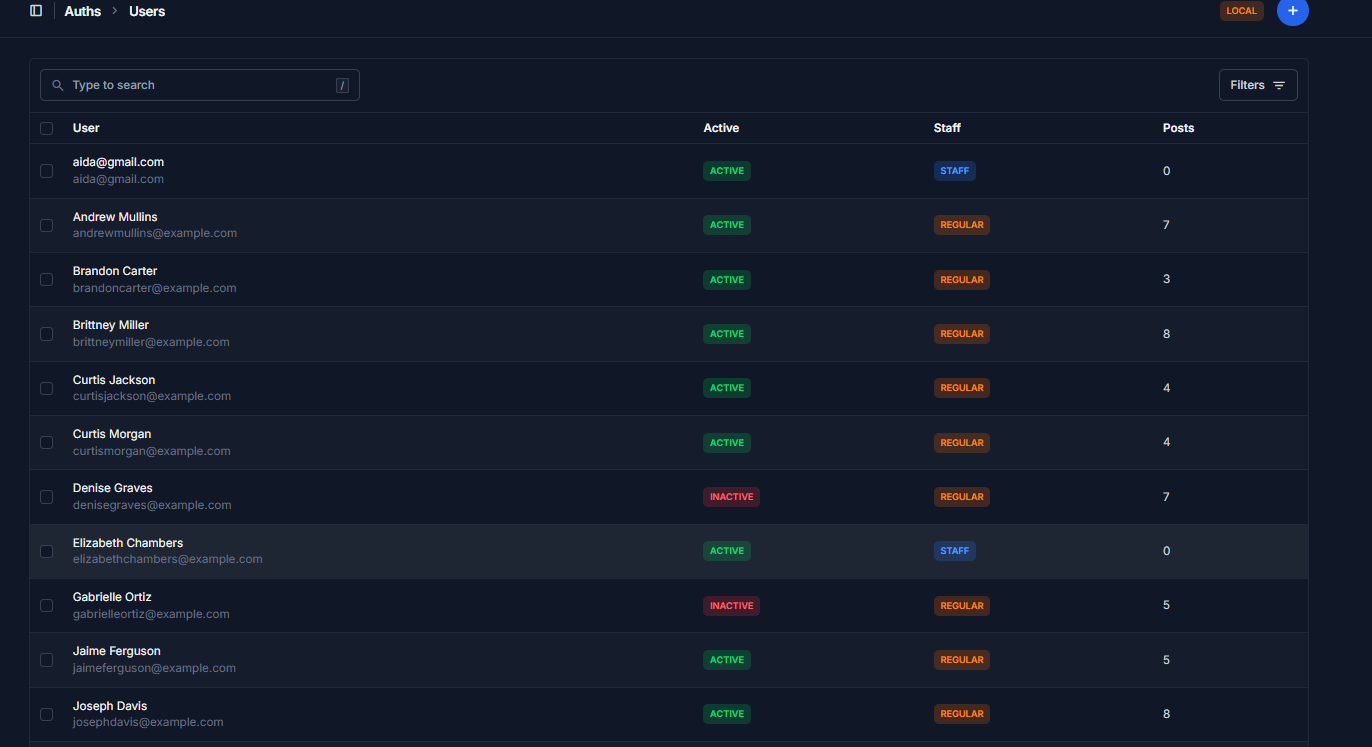 Auths > Users LOCAL +
Type to search / Filters
User Active Staff Posts
aida@gmail.com
aida@gmail.com
ACTIVE STAFF 0
Andrew Mullins
andrewmullins@example.com
ACTIVE REGULAR 7
Brandon Carter
brandoncarter@example.com
ACTIVE REGULAR 3
Brittney Miller
brittneymiller@example.com
ACTIVE REGULAR 8
Curtis Jackson
curtisjackson@example.com
ACTIVE REGULAR 4
Curtis Morgan
curtismorgan@example.com
ACTIVE REGULAR 4
Denise Graves
denisegraves@example.com
INACTIVE REGULAR 7
Elizabeth Chambers
elizabethchambers@example.com
ACTIVE STAFF 0
Gabrielle Ortiz
gabrielleortiz@example.com
INACTIVE REGULAR 5
Jaime Ferguson
jaimeferguson@example.com
ACTIVE REGULAR 5
Joseph Davis
josephdavis@example.com
ACTIVE REGULAR 8